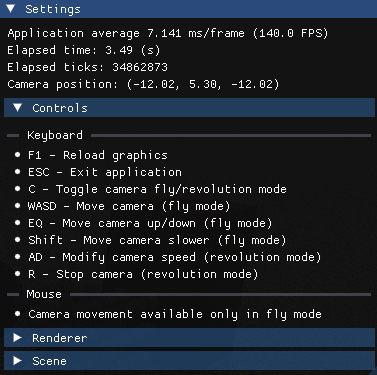 Settings
Application average 7.141 ms/frame (140.0 FPS)
Elapsed time: 3.49 (s)
Elapsed ticks: 34862873
Camera position: (-12.02, 5.30, -12.02)
Controls
Keyboard
F1 - Reload graphics
ESC - Exit application
C - Toggle camera fly/revolution mode
WASD - Move camera (fly mode)
EQ - Move camera up/down (fly mode)
Shift - Move camera slower (fly mode)
AD - Modify camera speed (revolution mode)
R - Stop camera (revolution mode)
Mouse
Camera movement available only in fly mode
Renderer
Scene